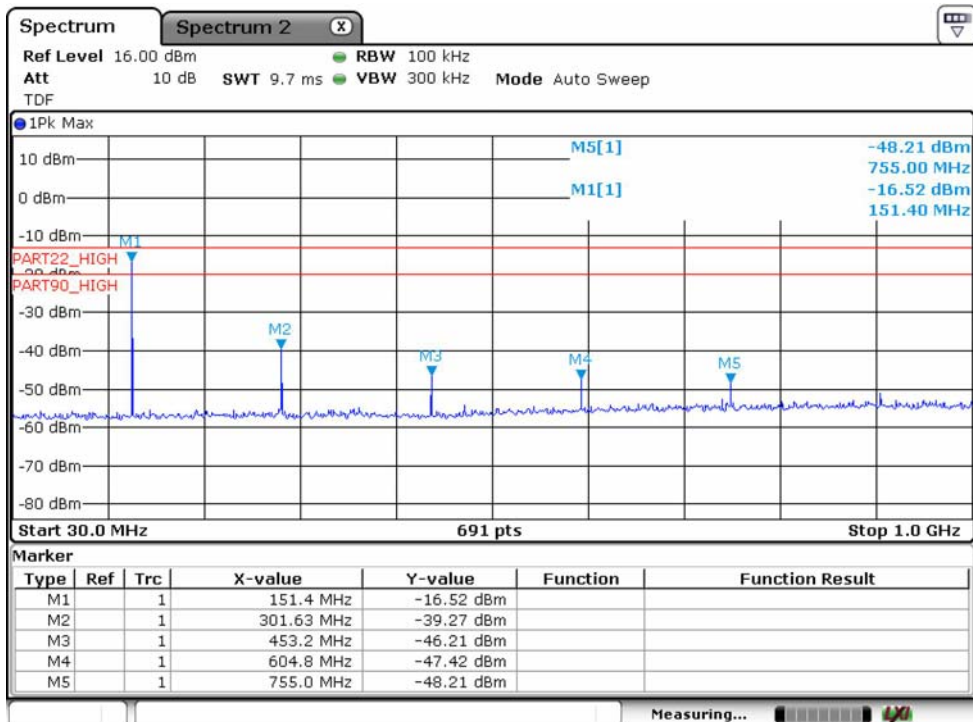 Spectrum Spectrum 2 X
Ref Level 16.00 dBm RBW 100 kHz
Att 10 dB SWT 9.7 ms VBW 300 kHz Mode Auto Sweep
TDF
1Pk Max
M5[1] -48.21 dBm
755.00 MHz
M1[1] -16.52 dBm
151.40 MHz
10 dBm
0 dBm
-10 dBm
M1
PART22_HIGH
-20 dBm
PART90_HIGH
-30 dBm
M2
-40 dBm
M3 M4 M5
-50 dBm
-60 dBm
-70 dBm
-80 dBm
Start 30.0 MHz 691 pts Stop 1.0 GHz
Marker
Type Ref Trc X-value Y-value Function Function Result
M1 1 151.4 MHz -16.52 dBm
M2 1 301.63 MHz -39.27 dBm
M3 1 453.2 MHz -46.21 dBm
M4 1 604.8 MHz -47.42 dBm
M5 1 755.0 MHz -48.21 dBm
Measuring... LXI